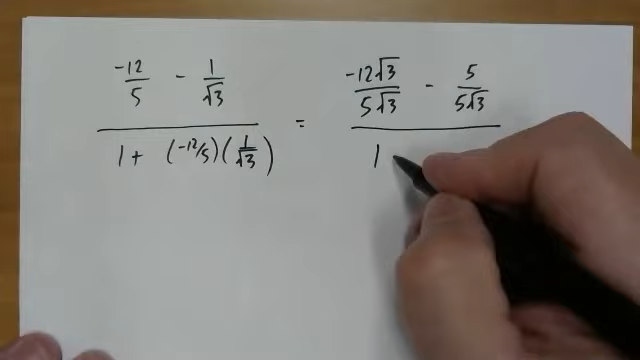 -12/5 - 1/√3 = -12√3/5√3 - 5/5√3
1 + (-12/5)(1/√3) 1